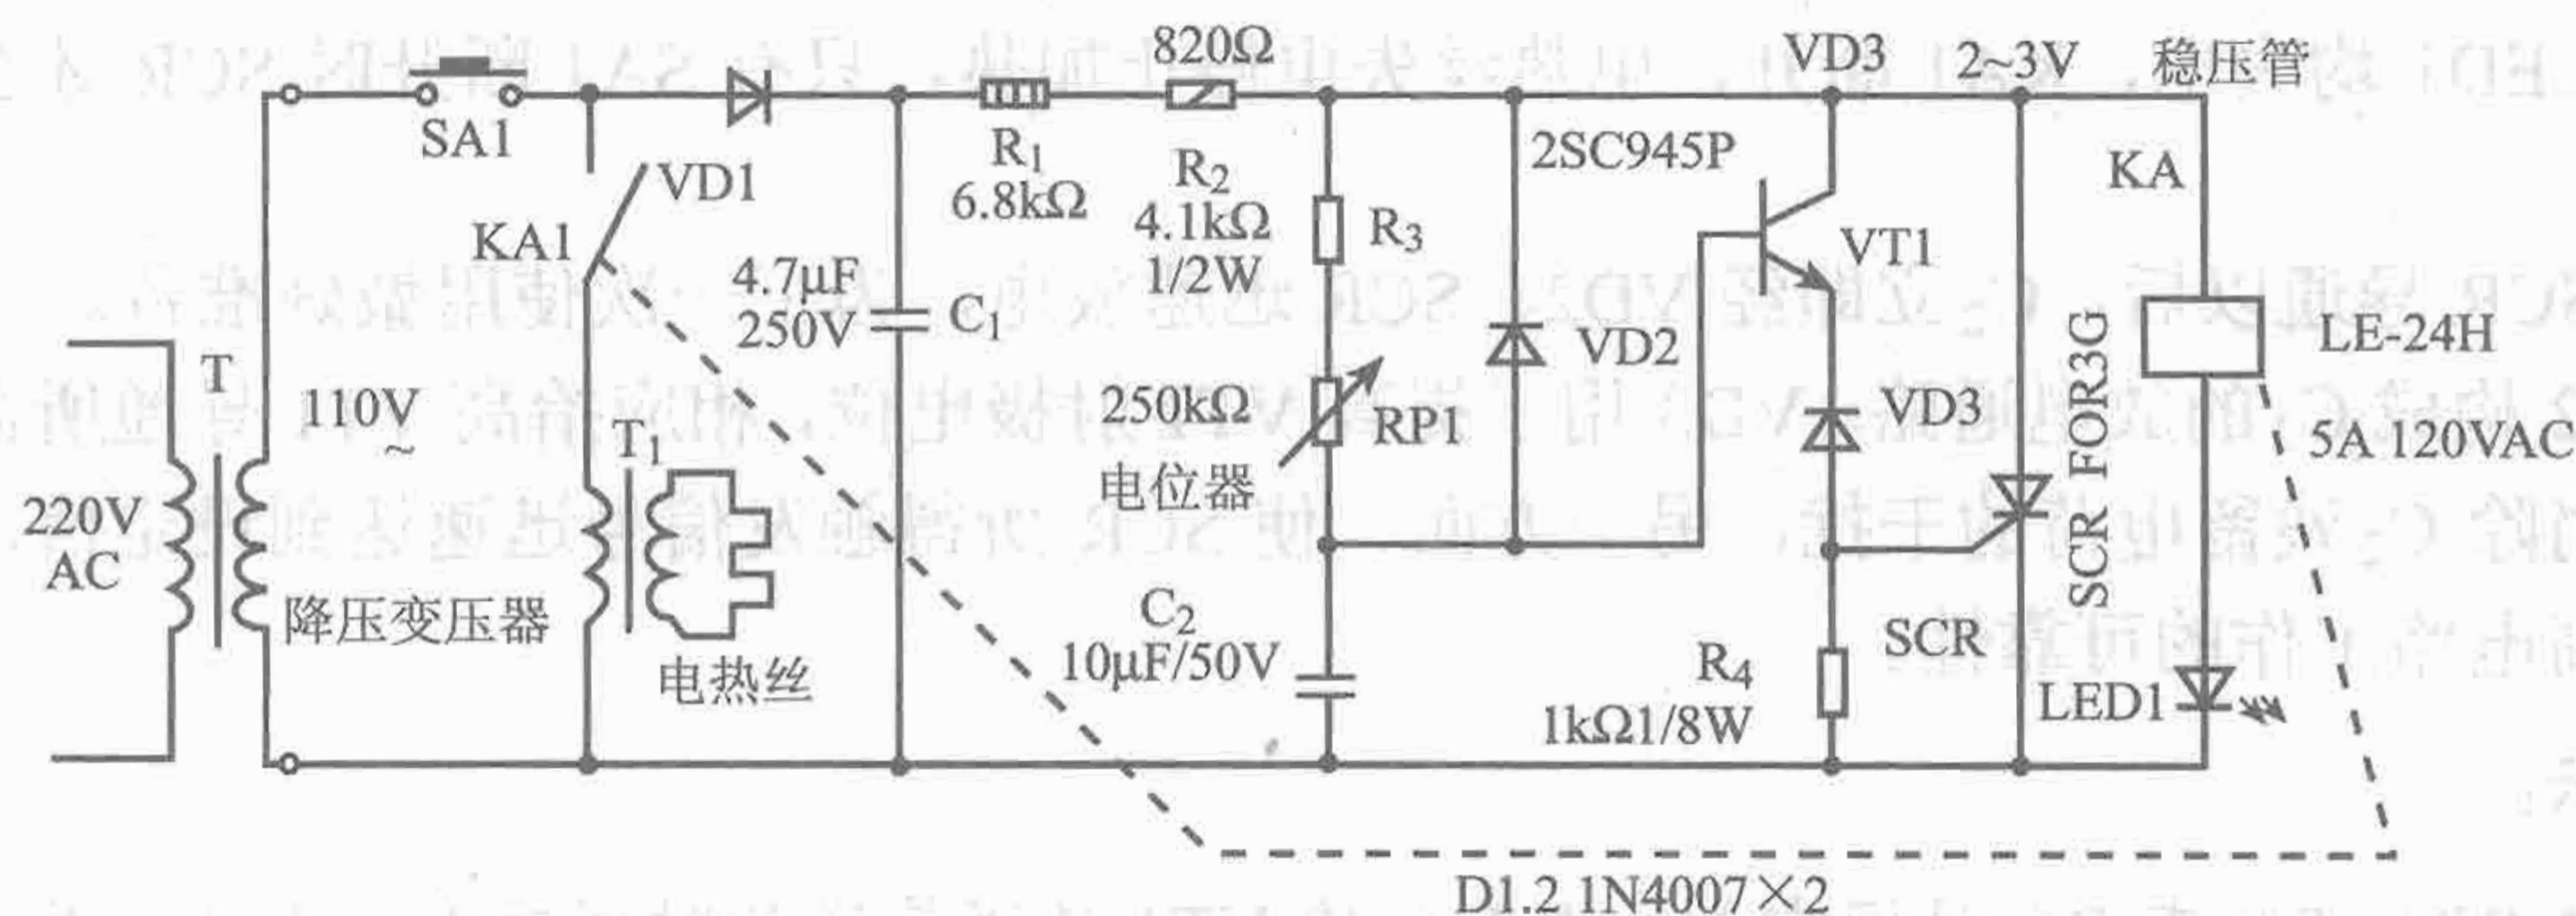 820Ω
VD3
2~3V
稳压管
SA1
R1
6.8kΩ
R2
4.1kΩ
1/2W
2SC945P
KA
VD1
KA1
R3
VT1
4.7μF
250V
C1
VD2
LE-24H
T
110V
~
250kΩ
RP1
电位器
VD3
SCR FOR3G
5A 120VAC
T1
220V
AC
降压变压器
电热丝
C2
10μF/50V
R4
1kΩ1/8W
SCR
LED1
D1.2 1N4007×2